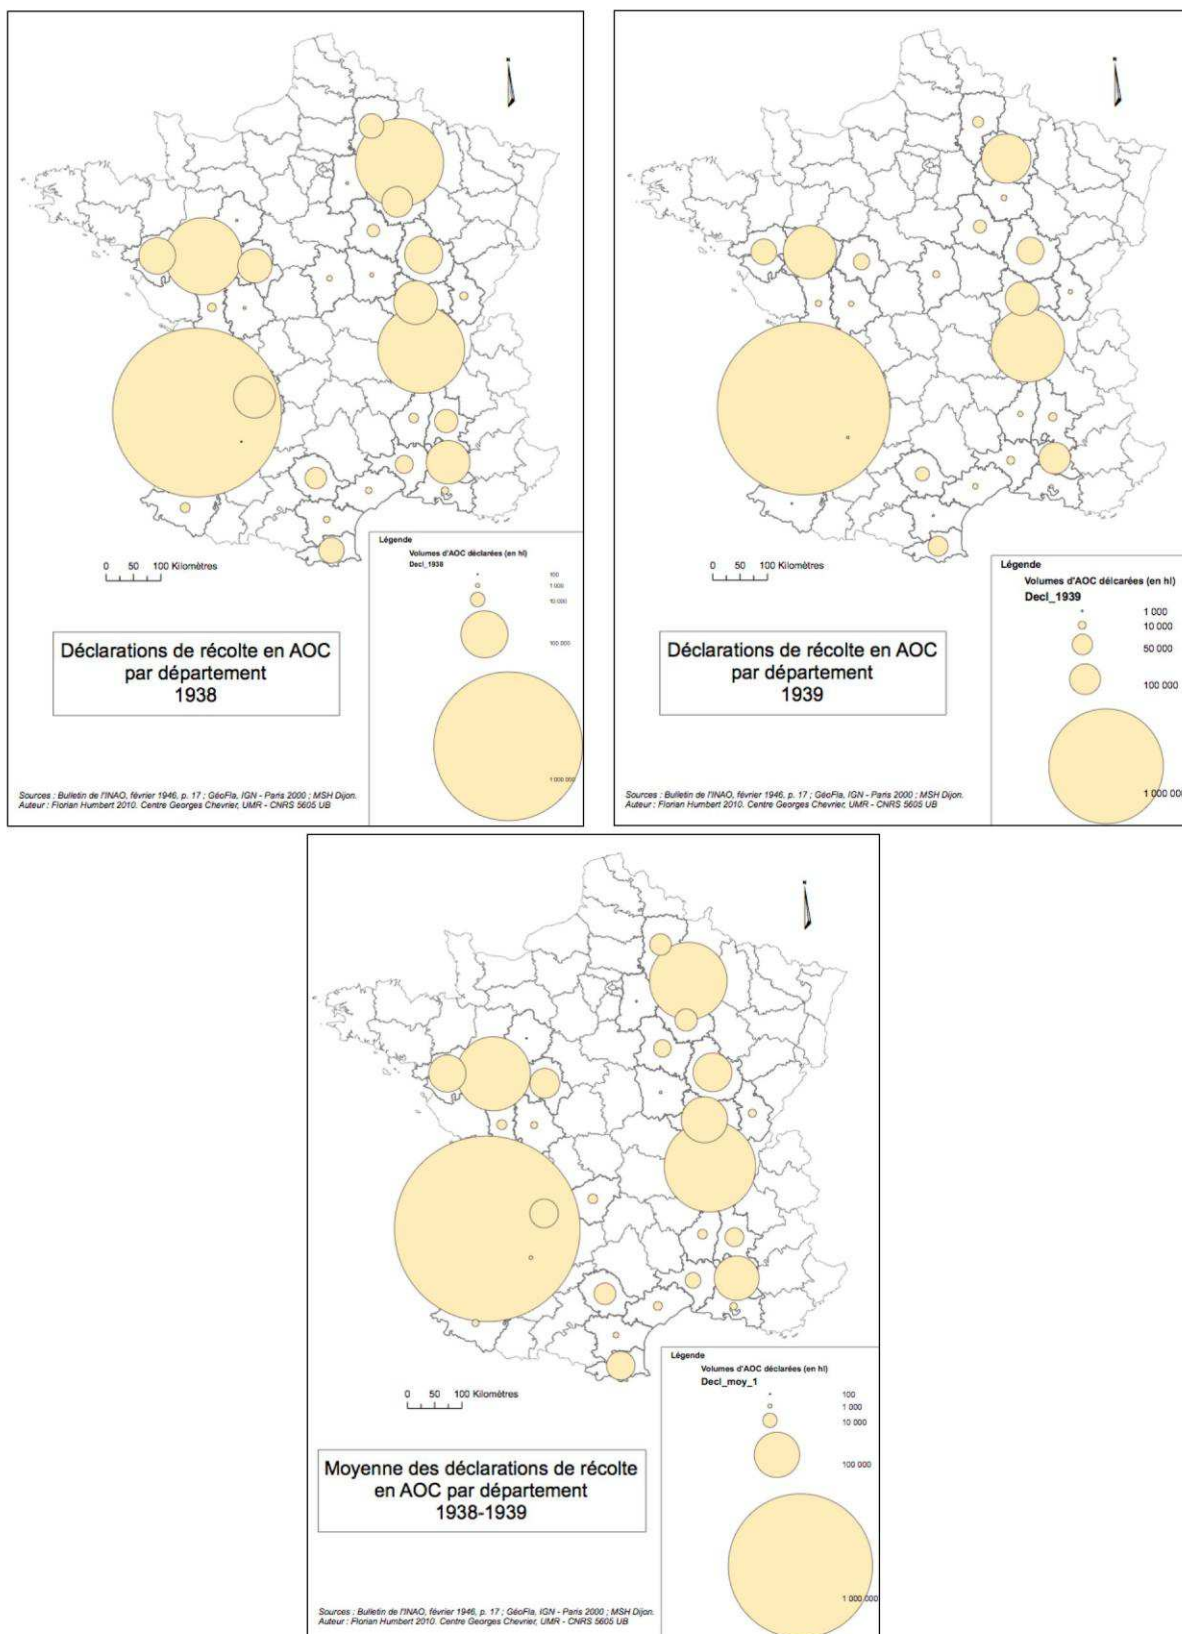 0 50 100 Kilomètres
Légende
Volumes d'AOC déclarées (en hl)
Decl_1938
100
1 000
10 000
100 000
1 000 000
Déclarations de récolte en AOC
par département
1938
Sources : Bulletin de l'INAO, février 1946, p. 17 ; GéoFla, IGN - Paris 2000 ; MSH Dijon.
Auteur : Florian Humbert 2010. Centre Georges Chevrier, UMR - CNRS 5605 UB
0 50 100 Kilomètres
Légende
Volumes d'AOC délcarées (en hl)
Decl_1939
1 000
10 000
50 000
100 000
1 000 000
Déclarations de récolte en AOC
par département
1939
Sources : Bulletin de l'INAO, février 1946, p. 17 ; GéoFla, IGN - Paris 2000 ; MSH Dijon.
Auteur : Florian Humbert 2010. Centre Georges Chevrier, UMR - CNRS 5605 UB
0 50 100 Kilomètres
Légende
Volumes d'AOC déclarées (en hl)
Decl_moy_1
100
1 000
10 000
100 000
1 000 000
Moyenne des déclarations de récolte
en AOC par département
1938-1939
Sources : Bulletin de l'INAO, février 1946, p. 17 ; GéoFla, IGN - Paris 2000 ; MSH Dijon.
Auteur : Florian Humbert 2010. Centre Georges Chevrier, UMR - CNRS 5605 UB